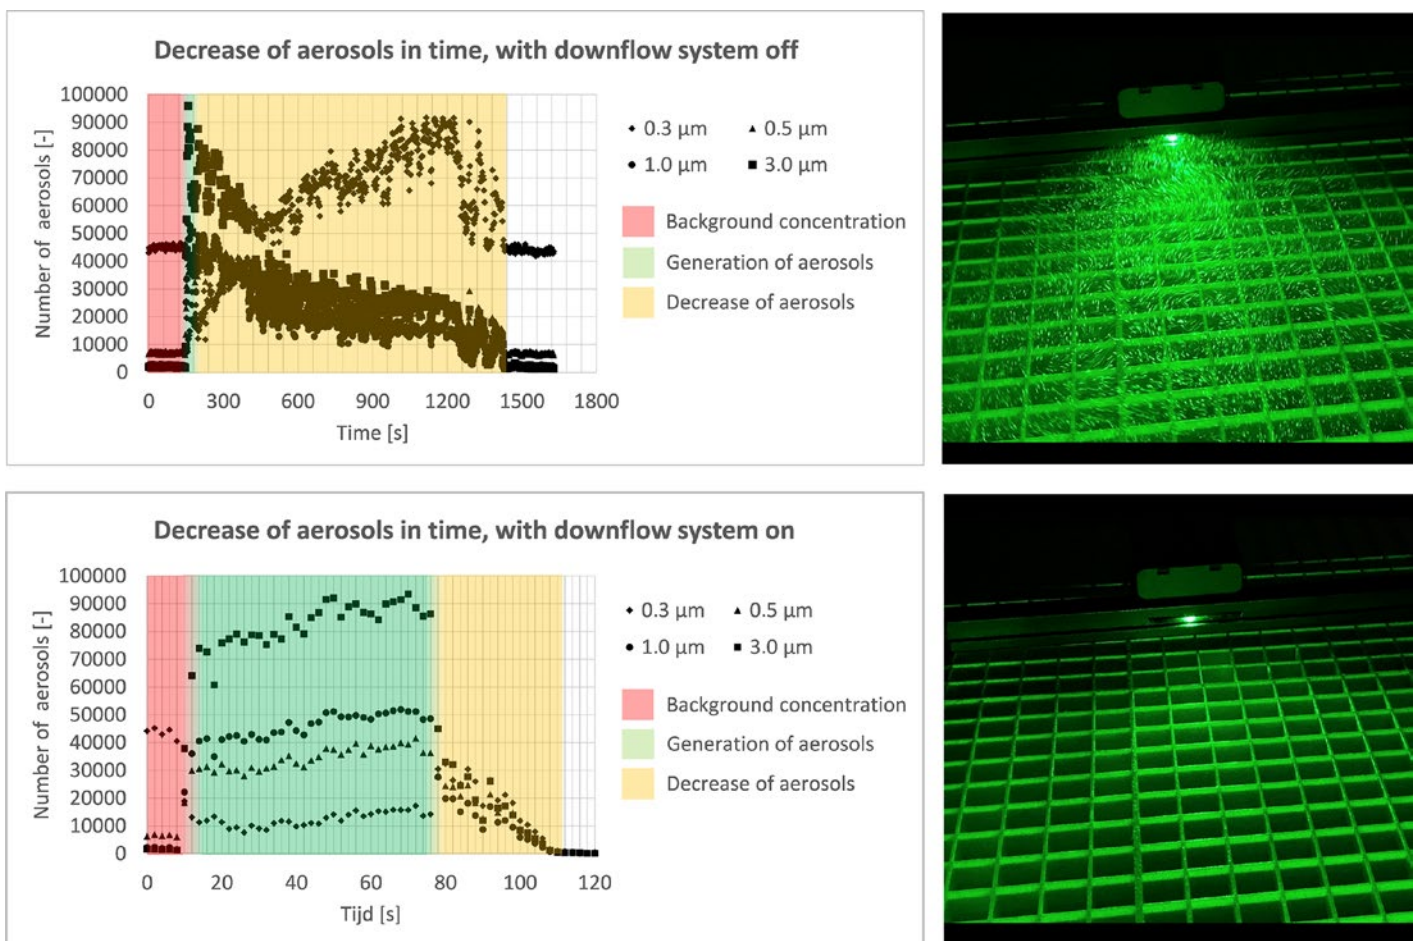 Decrease of aerosols in time, with downflow system off
Number of aerosols [-]
100000
90000
80000
70000
60000
50000
40000
30000
20000
10000
0
0 300 600 900 1200 1500 1800
Time [s]
0.3 µm 0.5 µm
1.0 µm 3.0 µm
Background concentration
Generation of aerosols
Decrease of aerosols
Decrease of aerosols in time, with downflow system on
Number of aerosols [-]
100000
90000
80000
70000
60000
50000
40000
30000
20000
10000
0
0 20 40 60 80 100 120
Tijd [s]
0.3 µm 0.5 µm
1.0 µm 3.0 µm
Background concentration
Generation of aerosols
Decrease of aerosols